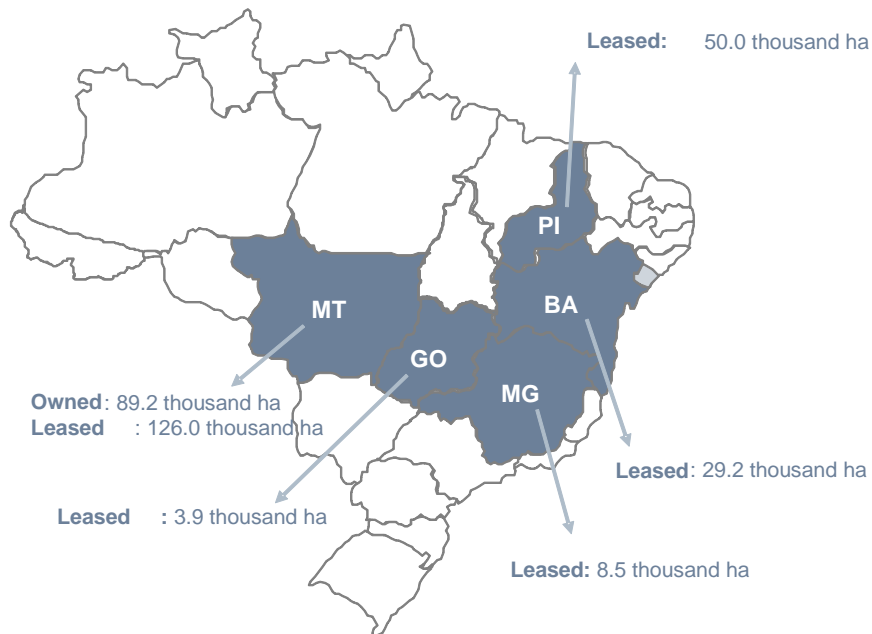 Leased: 50.0 thousand ha
PI
MT
BA
GO
MG
Owned: 89.2 thousand ha
Leased : 126.0 thousand ha
Leased: 29.2 thousand ha
Leased : 3.9 thousand ha
Leased: 8.5 thousand ha